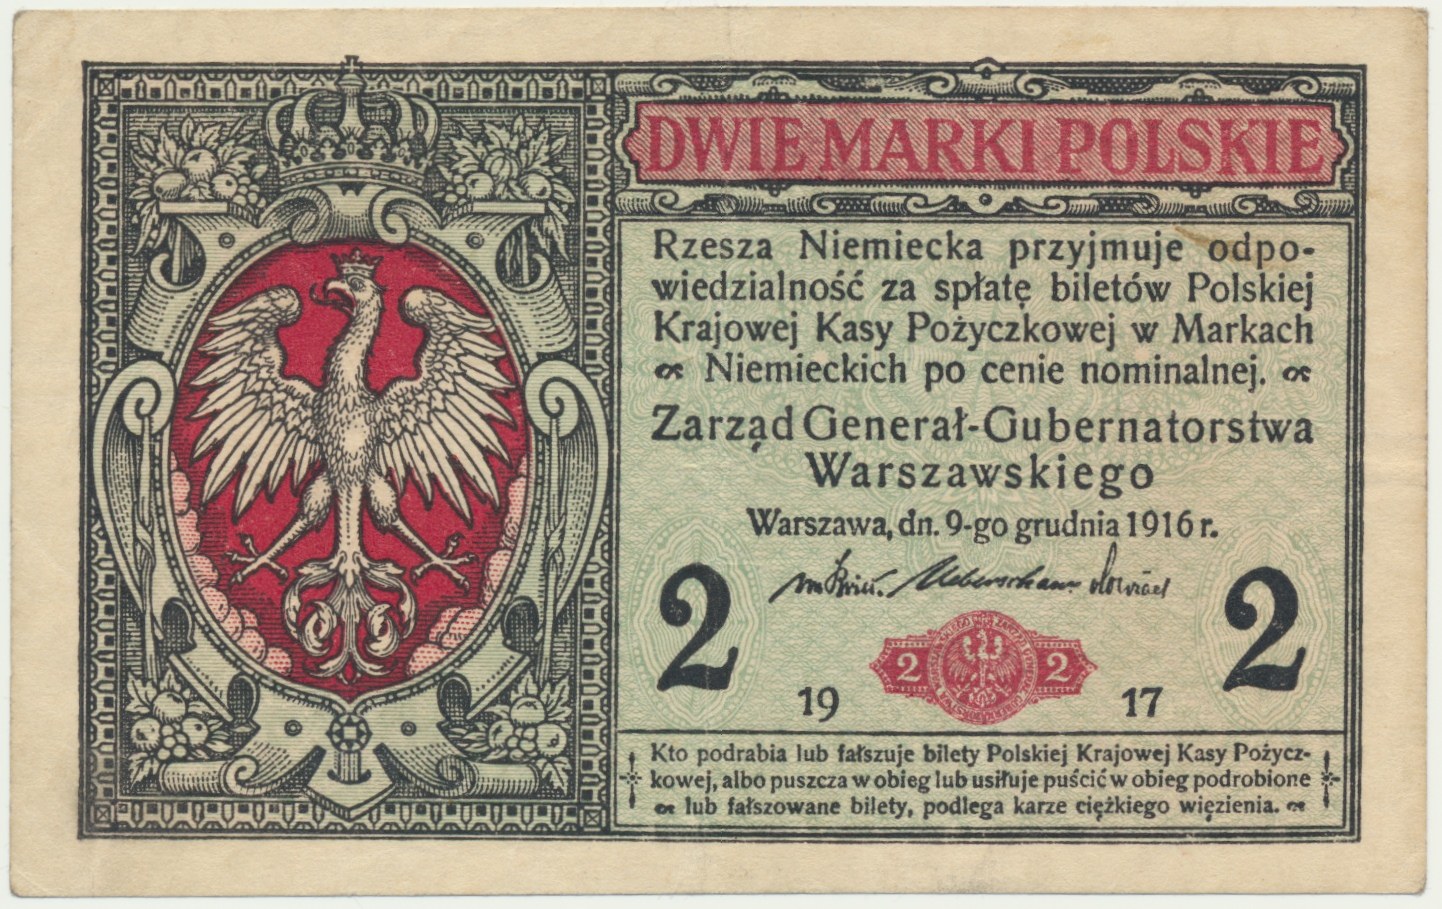 DWIE MARKI POLSKIE
Rzesza Niemiecka przyjmuje odpo-
wiedzialność za spłatę biletów Polskiej
Krajowej Kasy Pożyczkowej w Markach
Niemieckich po cenie nominalnej.
Zarząd Generał-Gubernatorstwa
Warszawskiego
Warszawa, dn. 9-go grudnia 1916 r.
2 2 2 2
19 17
Kto podrabia lub fałszuje bilety Polskiej Krajowej Kasy Pożycz-
kowej, albo puszcza w obieg lub usiłuje puścić w obieg podrobione
lub fałszowane bilety, podlega karze ciężkiego więzienia.